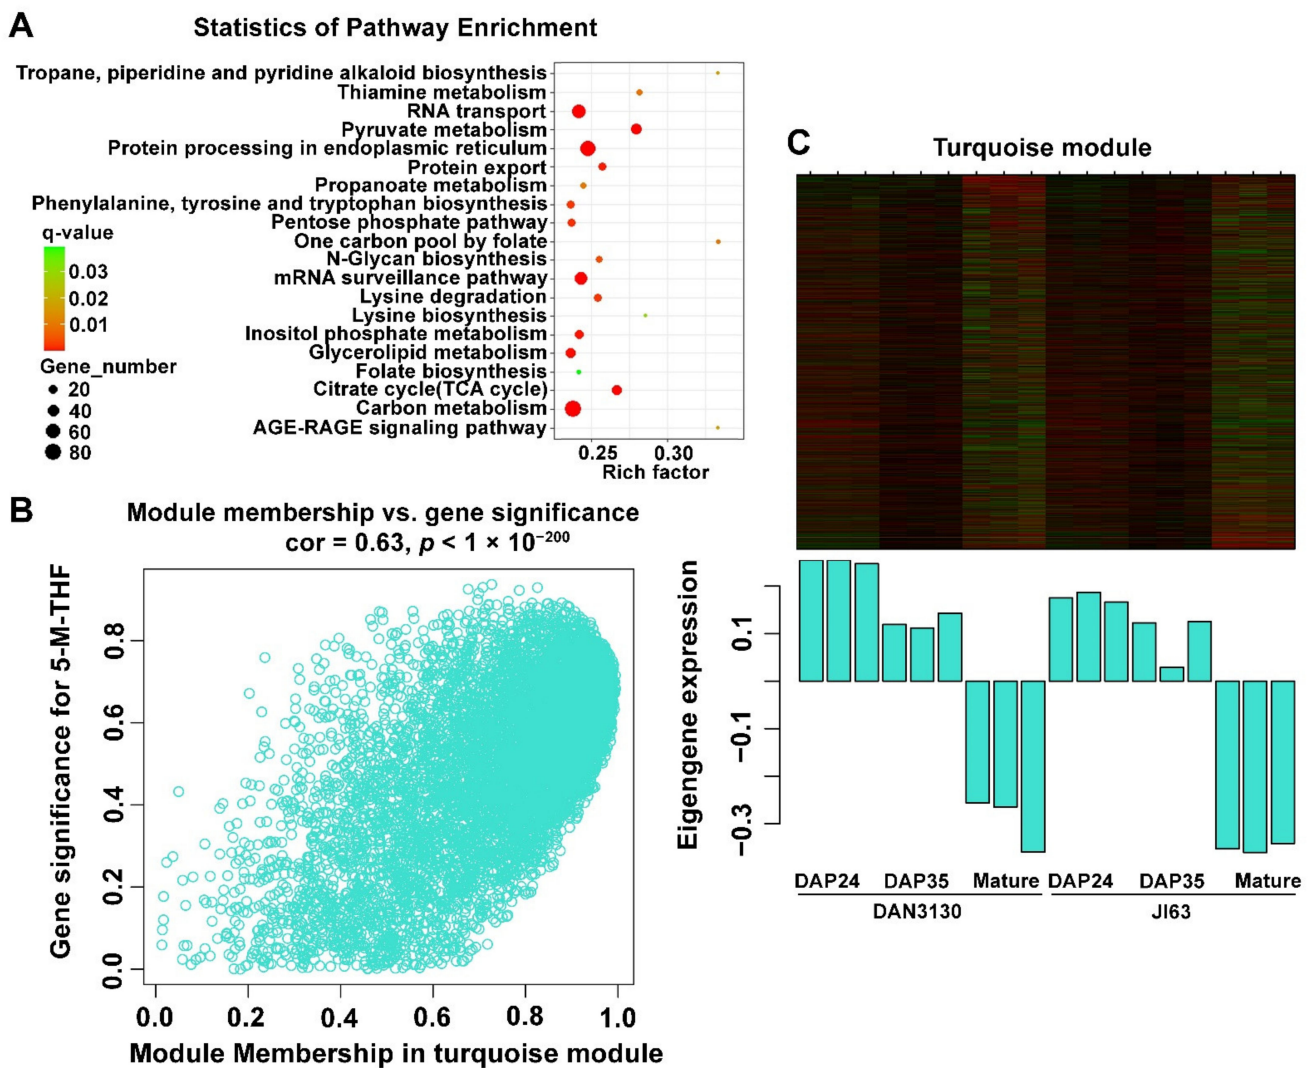 A
Statistics of Pathway Enrichment
Tropane, piperidine and pyridine alkaloid biosynthesis
Thiamine metabolism
RNA transport
Pyruvate metabolism
Protein processing in endoplasmic reticulum
Protein export
Propanoate metabolism
Phenylalanine, tyrosine and tryptophan biosynthesis
Pentose phosphate pathway
One carbon pool by folate
N-Glycan biosynthesis
mRNA surveillance pathway
Lysine degradation
Lysine biosynthesis
Inositol phosphate metabolism
Glycerolipid metabolism
Folate biosynthesis
Citrate cycle(TCA cycle)
Carbon metabolism
AGE-RAGE signaling pathway
q-value
0.03
0.02
0.01
Gene_number
20
40
60
80
0.25 0.30
Rich factor
B
Module membership vs. gene significance
cor = 0.63, p < 1 × 10⁻²⁰⁰
Gene significance for 5-M-THF
0.8
0.6
0.4
0.2
0.0
0.0 0.2 0.4 0.6 0.8 1.0
Module Membership in turquoise module
C
Turquoise module
Eigengene expression
0.1
−0.1
−0.3
DAP24 DAP35 Mature DAP24 DAP35 Mature
DAN3130 JI63